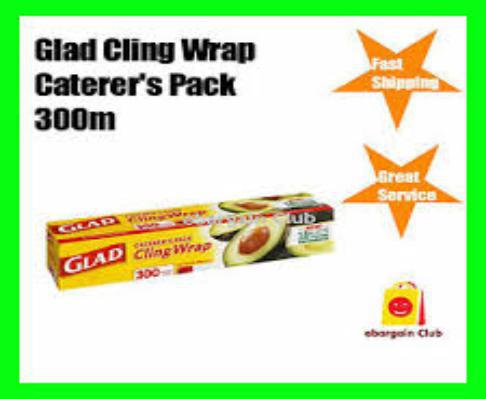 Glad Cling Wrap
Caterer's Pack
300m
Fast
Shipping
Great
Service
GLAD
Cling Wrap
GLAD
Cling Wrap
300
ebargain Club